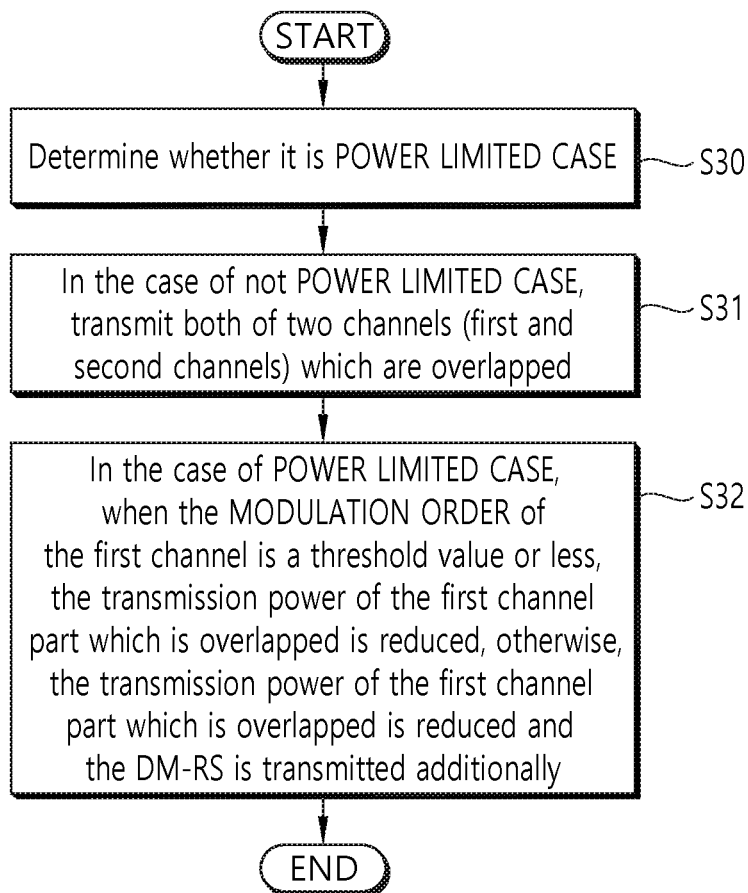 START
Determine whether it is POWER LIMITED CASE
S30
In the case of not POWER LIMITED CASE,
transmit both of two channels (first and
second channels) which are overlapped
S31
In the case of POWER LIMITED CASE,
when the MODULATION ORDER of
the first channel is a threshold value or less,
the transmission power of the first channel
part which is overlapped is reduced, otherwise,
the transmission power of the first channel
part which is overlapped is reduced and
the DM-RS is transmitted additionally
S32
END